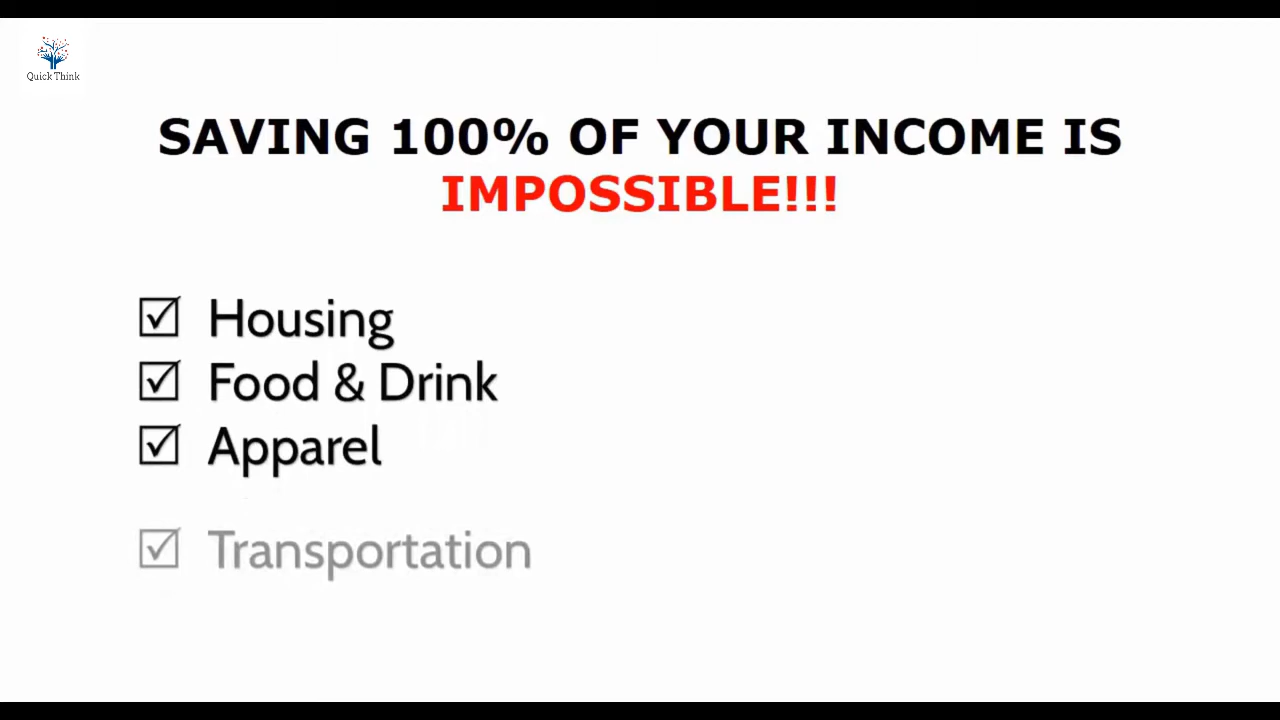 Quick Think
SAVING 100% OF YOUR INCOME IS
IMPOSSIBLE!!!
☑ Housing
☑ Food & Drink
☑ Apparel
☑ Transportation